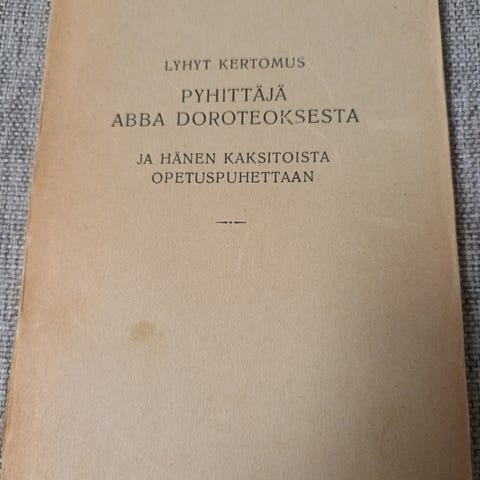 LYHYT KERTOMUS
PYHITTÄJÄ
ABBA DOROTEOKSESTA
JA HÄNEN KAKSITOISTA
OPETUSPUHETTAAN